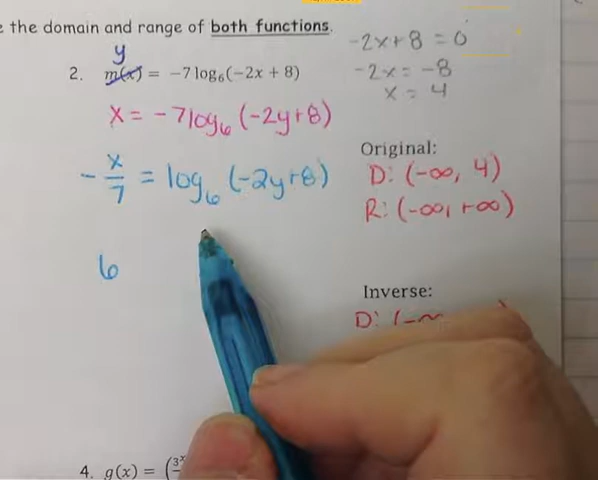 e the domain and range of both functions.
y
2. m(x) = -7 log₆(-2x + 8)
-2x+8 = 0
-2x = -8
x = 4
x = -7log₆ (-2y+8)
-x/7 = log₆ (-2y+8)
6
Original:
D: (-∞, 4)
R: (-∞, +∞)
Inverse:
D: (-∞
4. g(x) = (3ˣ